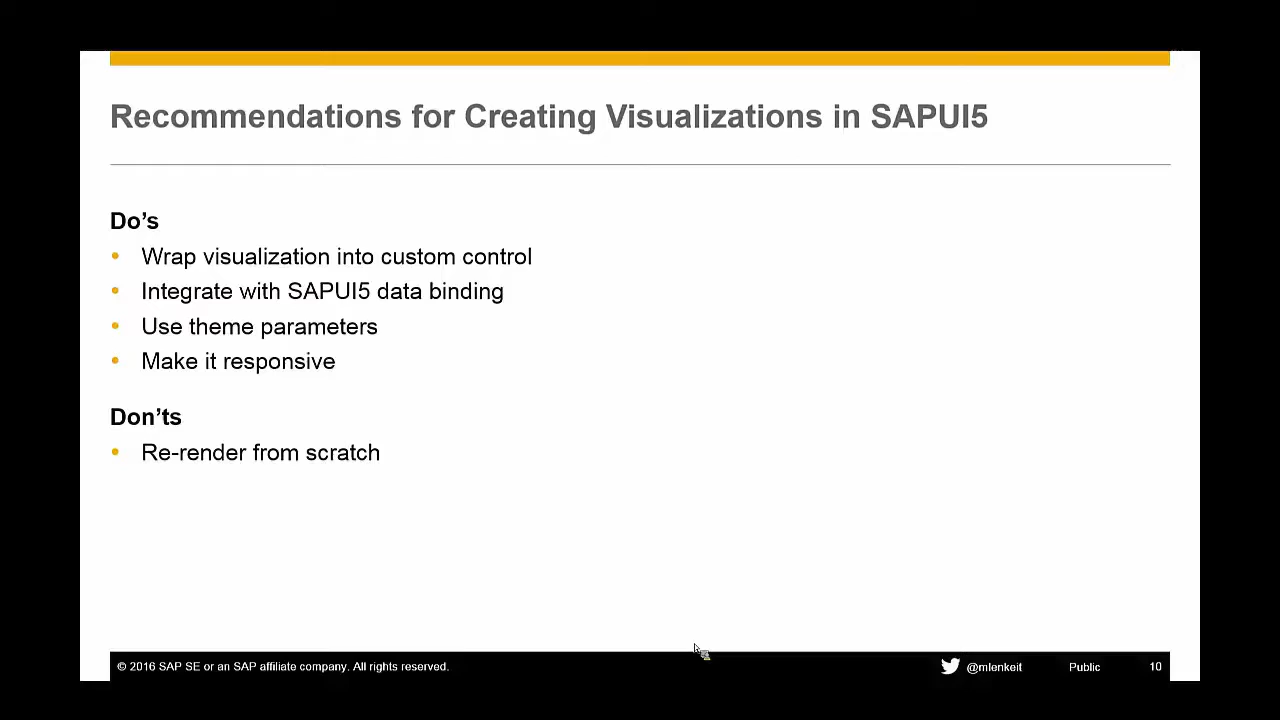 Recommendations for Creating Visualizations in SAPUI5
Do’s
• Wrap visualization into custom control
• Integrate with SAPUI5 data binding
• Use theme parameters
• Make it responsive
Don’ts
• Re-render from scratch
© 2016 SAP SE or an SAP affiliate company. All rights reserved. @mlenkeit Public 10